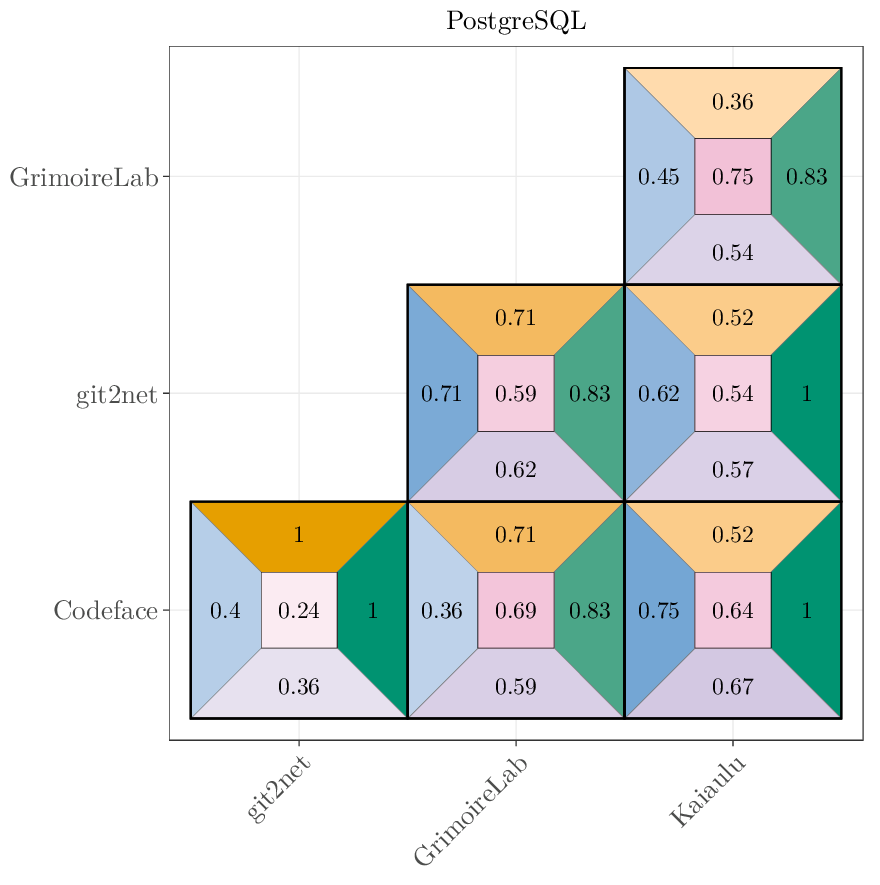 PostgreSQL
0.36
GrimoireLab
0.45 0.75 0.83
0.54
0.71 0.52
git2net
0.71 0.59 0.83 0.62 0.54 1
0.62 0.57
1 0.71 0.52
Codeface
0.4 0.24 1 0.36 0.69 0.83 0.75 0.64 1
0.36 0.59 0.67
git2net
GrimoireLab
Kaiaulu